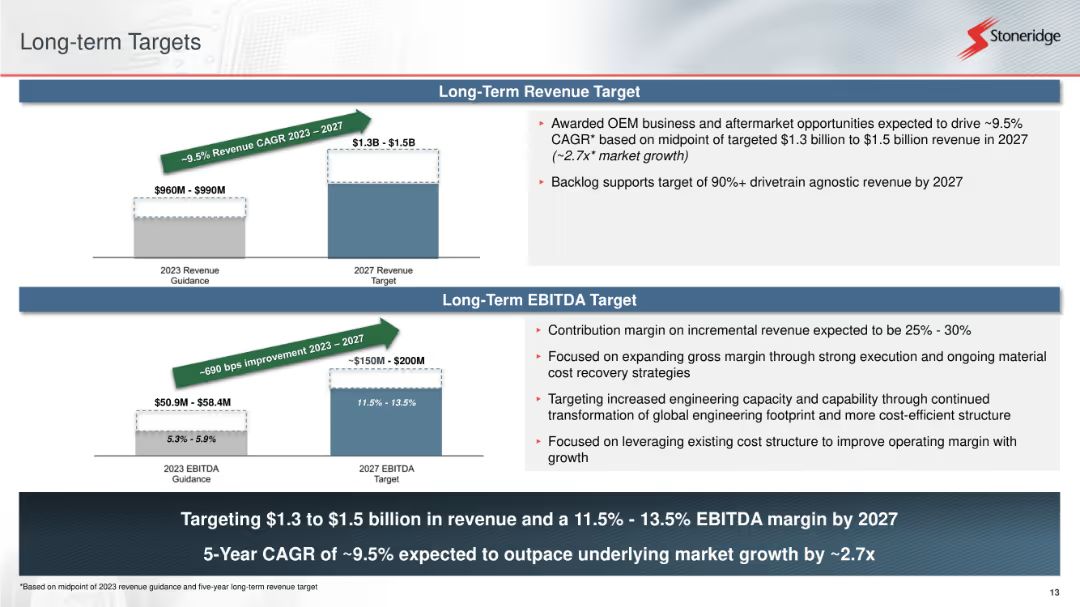 Long-term Targets
Stoneridge
Long-Term Revenue Target
~9.5% Revenue CAGR 2023 – 2027
$1.3B - $1.5B
$960M - $990M
2023 Revenue
Guidance
2027 Revenue
Target
‣ Awarded OEM business and aftermarket opportunities expected to drive ~9.5%
CAGR* based on midpoint of targeted $1.3 billion to $1.5 billion revenue in 2027
(~2.7x* market growth)
‣ Backlog supports target of 90%+ drivetrain agnostic revenue by 2027
Long-Term EBITDA Target
~690 bps improvement 2023 – 2027
~$150M - $200M
$50.9M - $58.4M
11.5% - 13.5%
5.3% - 5.9%
2023 EBITDA
Guidance
2027 EBITDA
Target
‣ Contribution margin on incremental revenue expected to be 25% - 30%
‣ Focused on expanding gross margin through strong execution and ongoing material
cost recovery strategies
‣ Targeting increased engineering capacity and capability through continued
transformation of global engineering footprint and more cost-efficient structure
‣ Focused on leveraging existing cost structure to improve operating margin with
growth
Targeting $1.3 to $1.5 billion in revenue and a 11.5% - 13.5% EBITDA margin by 2027
5-Year CAGR of ~9.5% expected to outpace underlying market growth by ~2.7x
*Based on midpoint of 2023 revenue guidance and five-year long-term revenue target
13